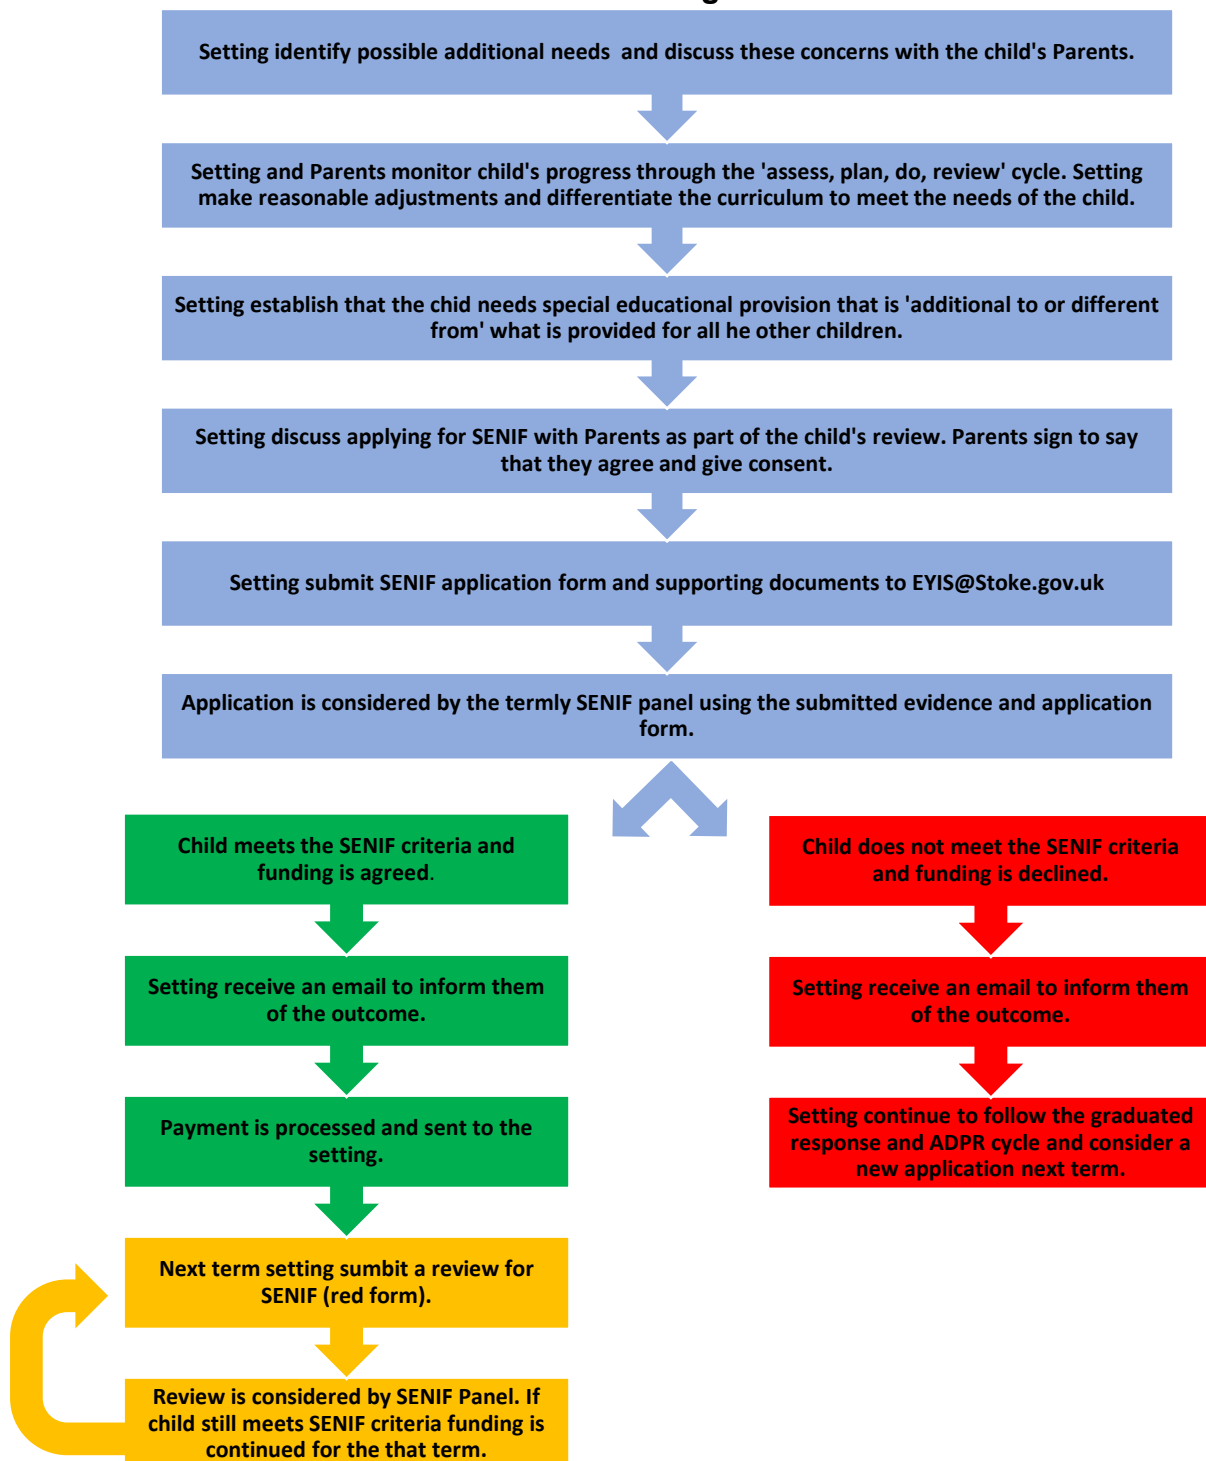 Setting identify possible additional needs  and discuss these concerns with the child's Parents.
Setting and Parents monitor child's progress through the 'assess, plan, do, review' cycle. Setting
make reasonable adjustments and differentiate the curriculum to meet the needs of the child.
Setting establish that the chid needs special educational provision that is 'additional to or different
from' what is provided for all he other children.
Setting discuss applying for SENIF with Parents as part of the child's review. Parents sign to say
that they agree and give consent.
Setting submit SENIF application form and supporting documents to EYIS@Stoke.gov.uk
Application is considered by the termly SENIF panel using the submitted evidence and application
form.
Child meets the SENIF criteria and
funding is agreed.
Setting receive an email to inform them
of the outcome.
Payment is processed and sent to the
setting.
Next term setting sumbit a review for
SENIF (red form).
Review is considered by SENIF Panel. If
child still meets SENIF criteria funding is
continued for the that term.
Child does not meet the SENIF criteria
and funding is declined.
Setting receive an email to inform them
of the outcome.
Setting continue to follow the graduated
response and ADPR cycle and consider a
new application next term.